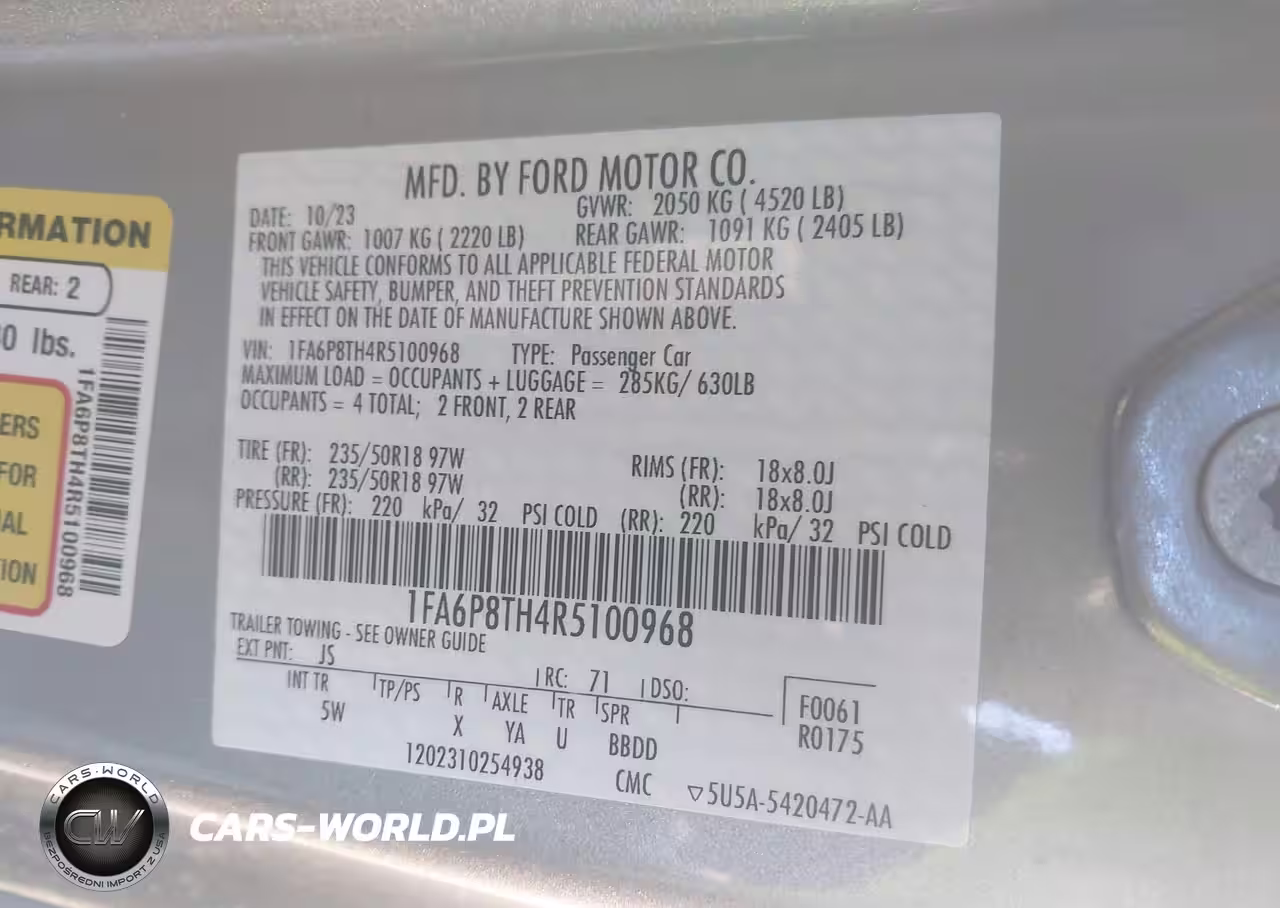 RMATION
REAR: 2
0 lbs.
ERS
FOR
AL
ION
1FA6P8TH4R5100968
MFD. BY FORD MOTOR CO.
DATE: 10/23 GVWR: 2050 KG ( 4520 LB)
FRONT GAWR: 1007 KG ( 2220 LB) REAR GAWR: 1091 KG ( 2405 LB)
THIS VEHICLE CONFORMS TO ALL APPLICABLE FEDERAL MOTOR
VEHICLE SAFETY, BUMPER, AND THEFT PREVENTION STANDARDS
IN EFFECT ON THE DATE OF MANUFACTURE SHOWN ABOVE.
VIN: 1FA6P8TH4R5100968 TYPE: Passenger Car
MAXIMUM LOAD = OCCUPANTS + LUGGAGE = 285KG/ 630LB
OCCUPANTS = 4 TOTAL; 2 FRONT, 2 REAR
TIRE (FR): 235/50R18 97W RIMS (FR): 18x8.0J
(RR): 235/50R18 97W (RR): 18x8.0J
PRESSURE (FR): 220 kPa/ 32 PSI COLD (RR): 220 kPa/ 32 PSI COLD
1FA6P8TH4R5100968
TRAILER TOWING - SEE OWNER GUIDE
EXT PNT: JS RC: 71 DSO:
INT TR TP/PS R AXLE TR SPR F0061
5W X YA U BBDD R0175
1202310254938 CMC ▽5U5A-5420472-AA
CARS-WORLD
CW
BEZPOŚREDNI IMPORT Z USA
CARS-WORLD.PL